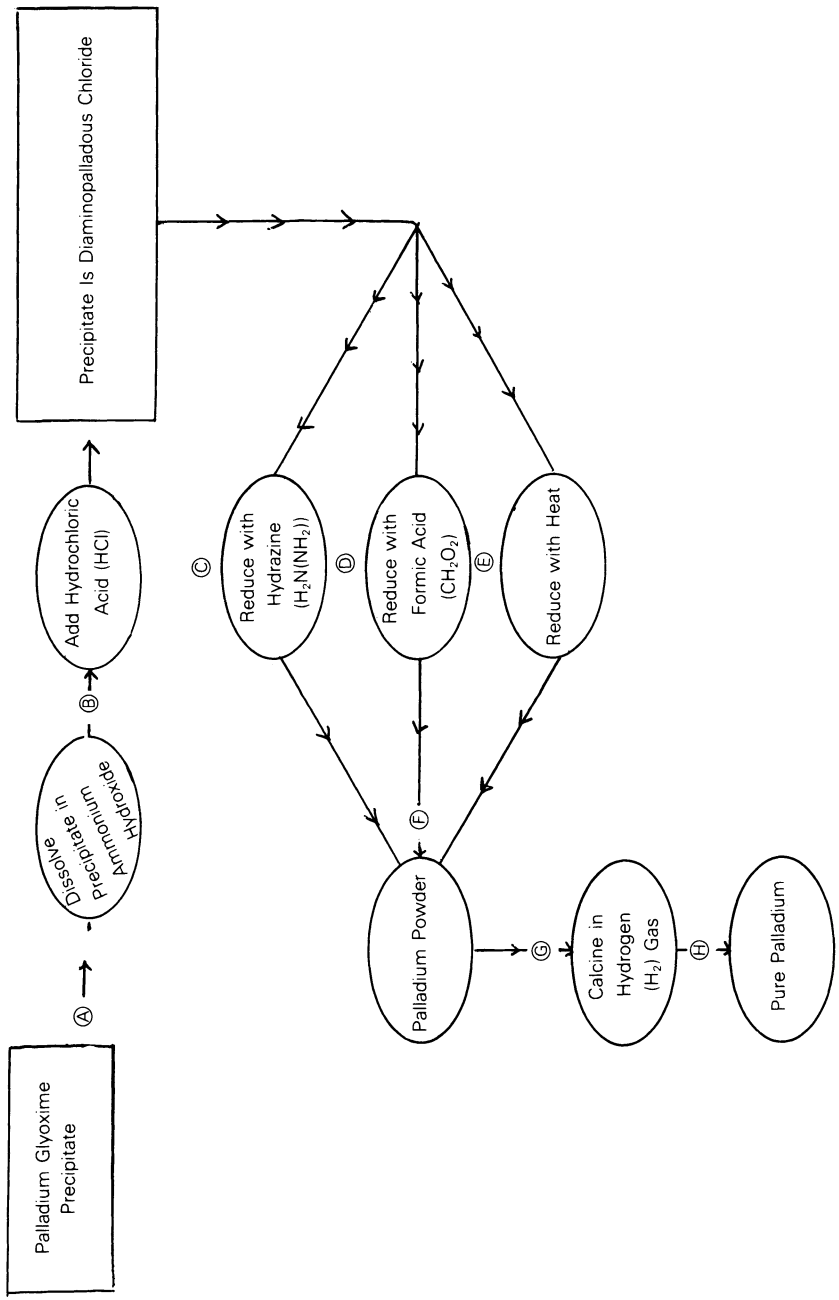 Palladium Glyoxime
Precipitate
A
Dissolve
Precipitate in
Ammonium
Hydroxide
B
Add Hydrochloric
Acid (HCl)
Precipitate Is Diaminopalladous Chloride
C
Reduce with
Hydrazine
(H₂N(NH₂))
D
Reduce with
Formic Acid
(CH₂O₂)
E
Reduce with Heat
F
Palladium Powder
G
Calcine in
Hydrogen
(H₂) Gas
H
Pure Palladium